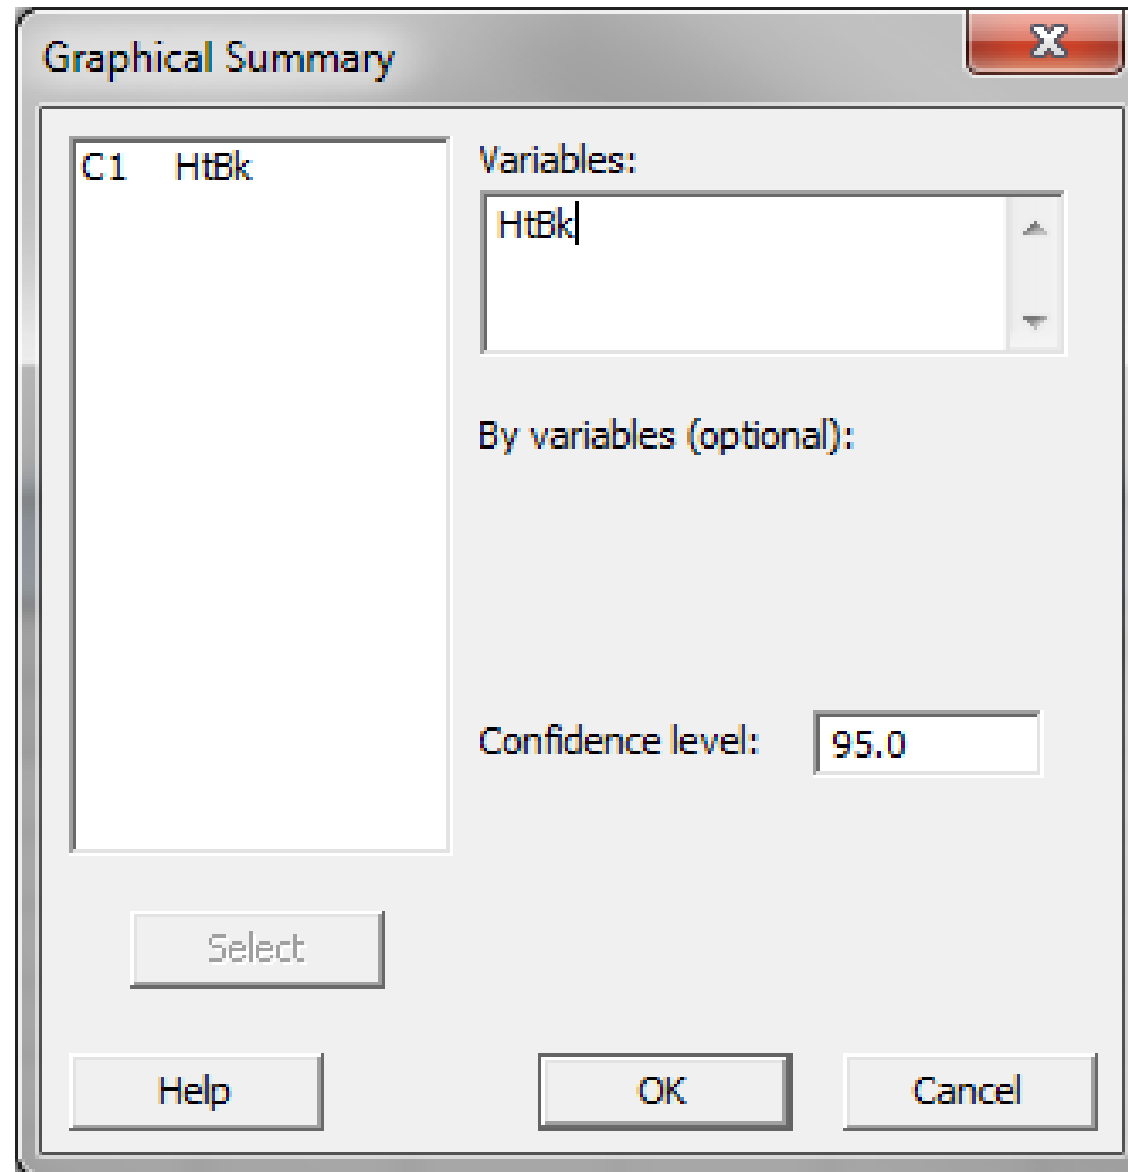 Graphical Summary
C1 HtBk
Variables:
HtBk
By variables (optional):
Confidence level: 95.0
Select
Help OK Cancel